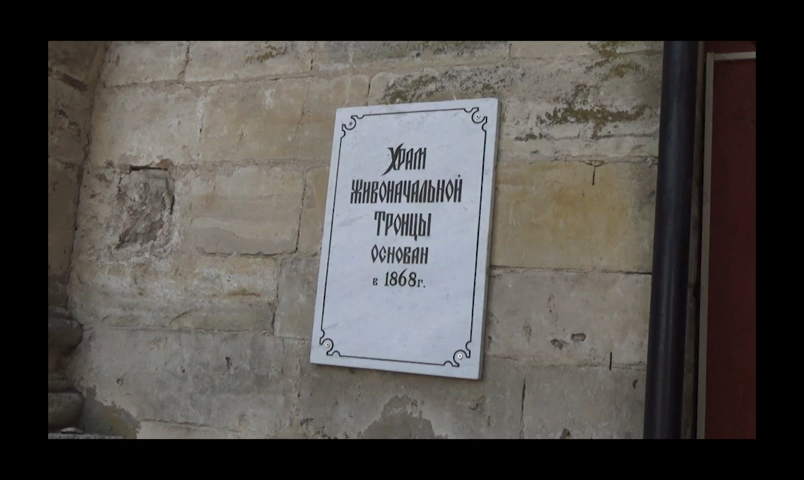 Храм
Живоначальной
Троицы
основан
в 1868г.